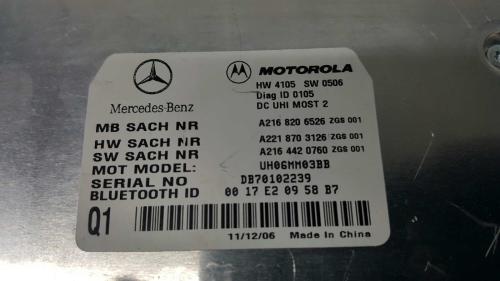 Mercedes-Benz
MOTOROLA
HW 4105 SW 0506
Diag ID 0105
DC UHI MOST 2
MB SACH NR A216 820 6526 ZGS 001
HW SACH NR A221 870 3126 ZGS 001
SW SACH NR A216 442 0760 ZGS 001
MOT MODEL: UH06MM03BB
SERIAL NO DB70102239
BLUETOOTH ID 00 17 E2 09 58 B7
Q1
11/12/06 Made In China